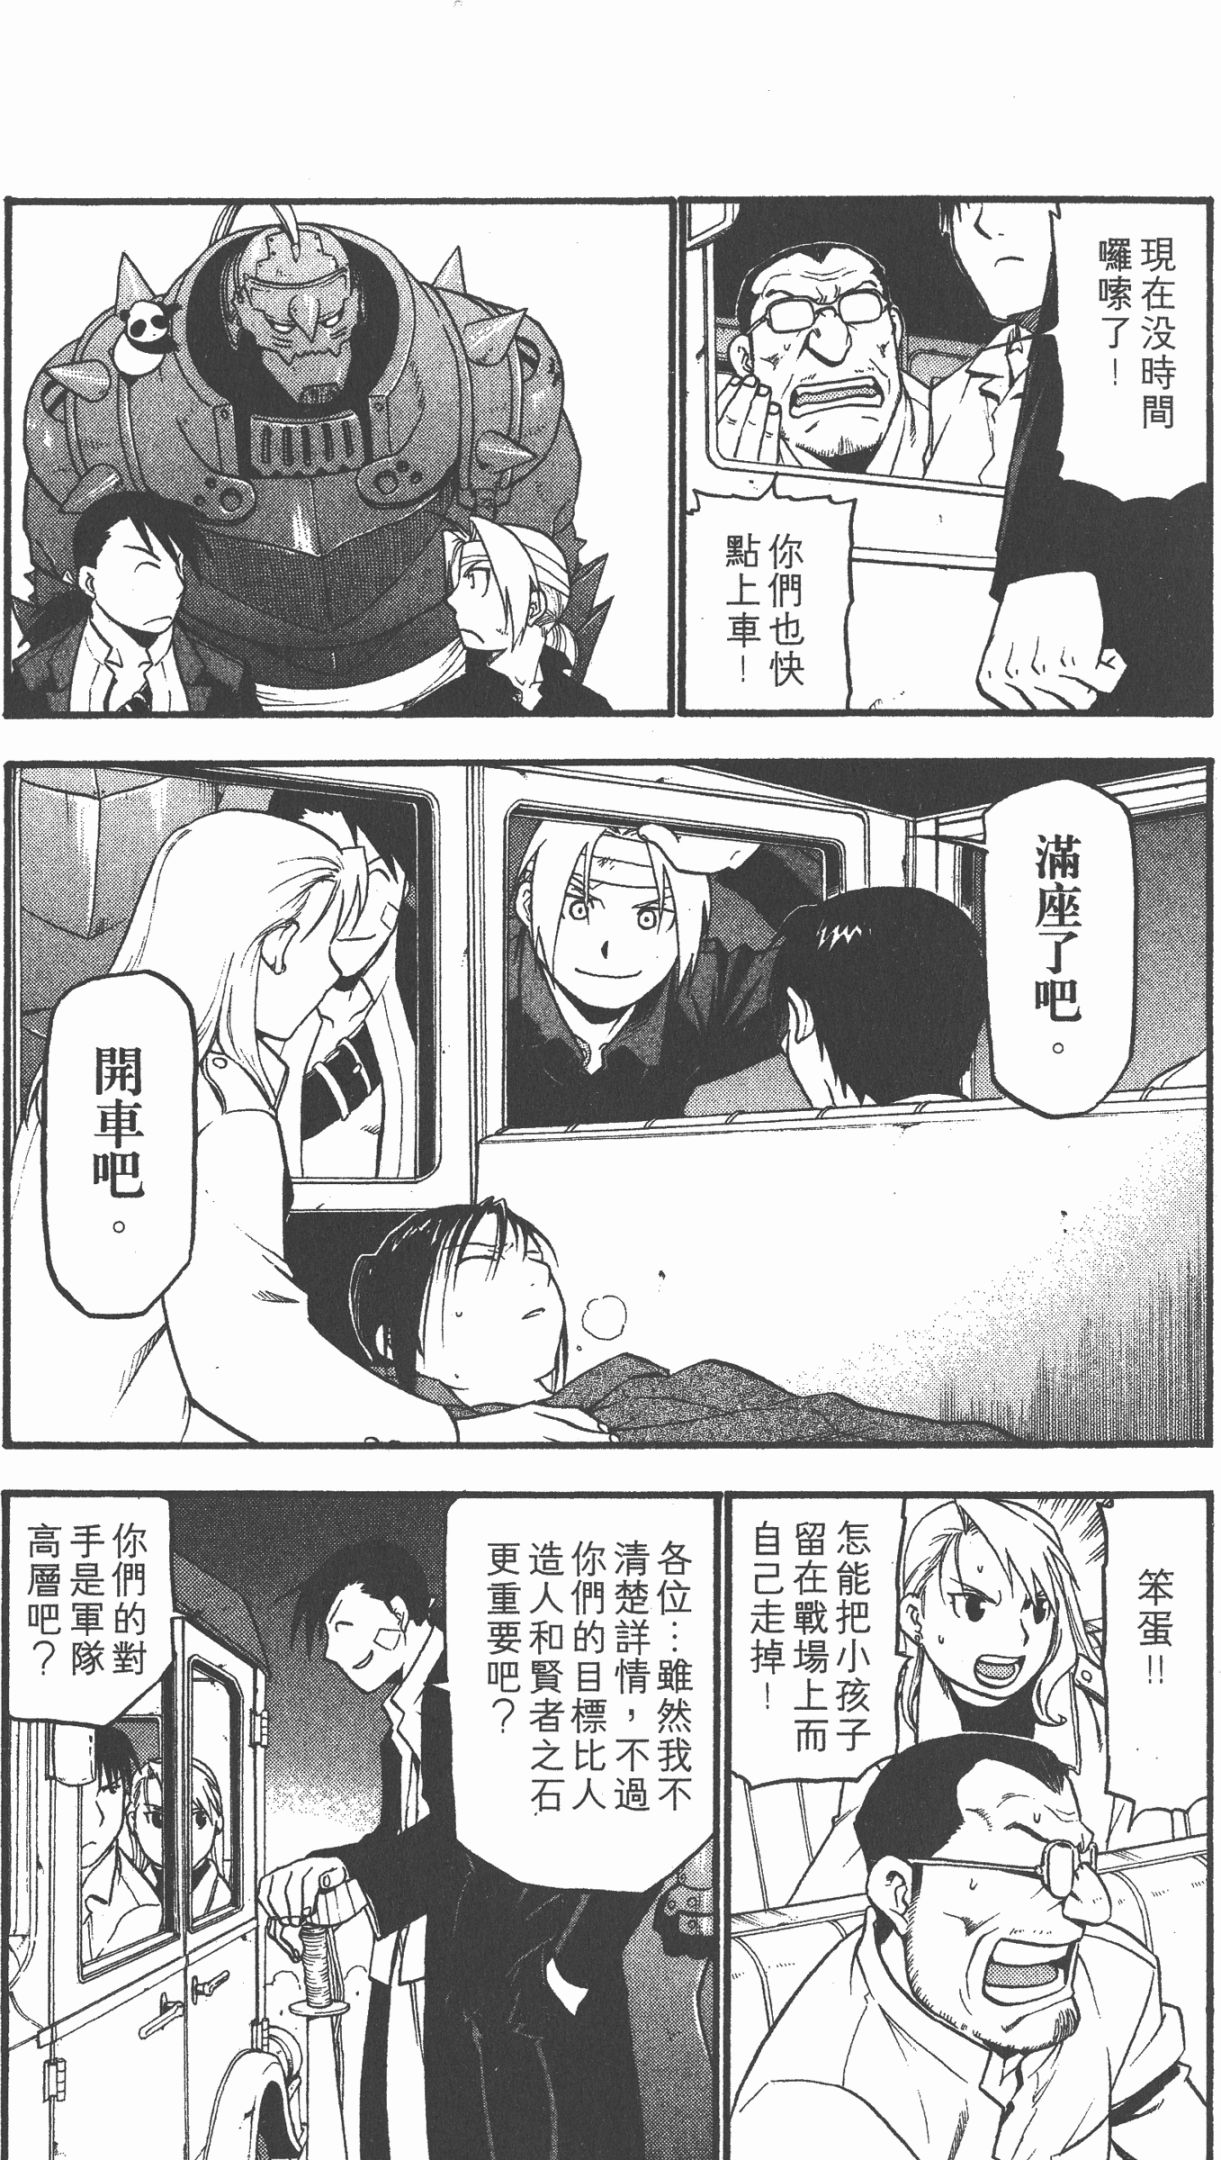 現在没時間
囉嗦了！
你們也快
點上車！
滿座了吧。
開車吧。
笨蛋!!
怎能把小孩子
留在戰場上而
自己走掉！
各位…雖然我不
清楚詳情，不過
你們的目標比人
造人和賢者之石
更重要吧？
你們的對
手是軍隊
高層吧？